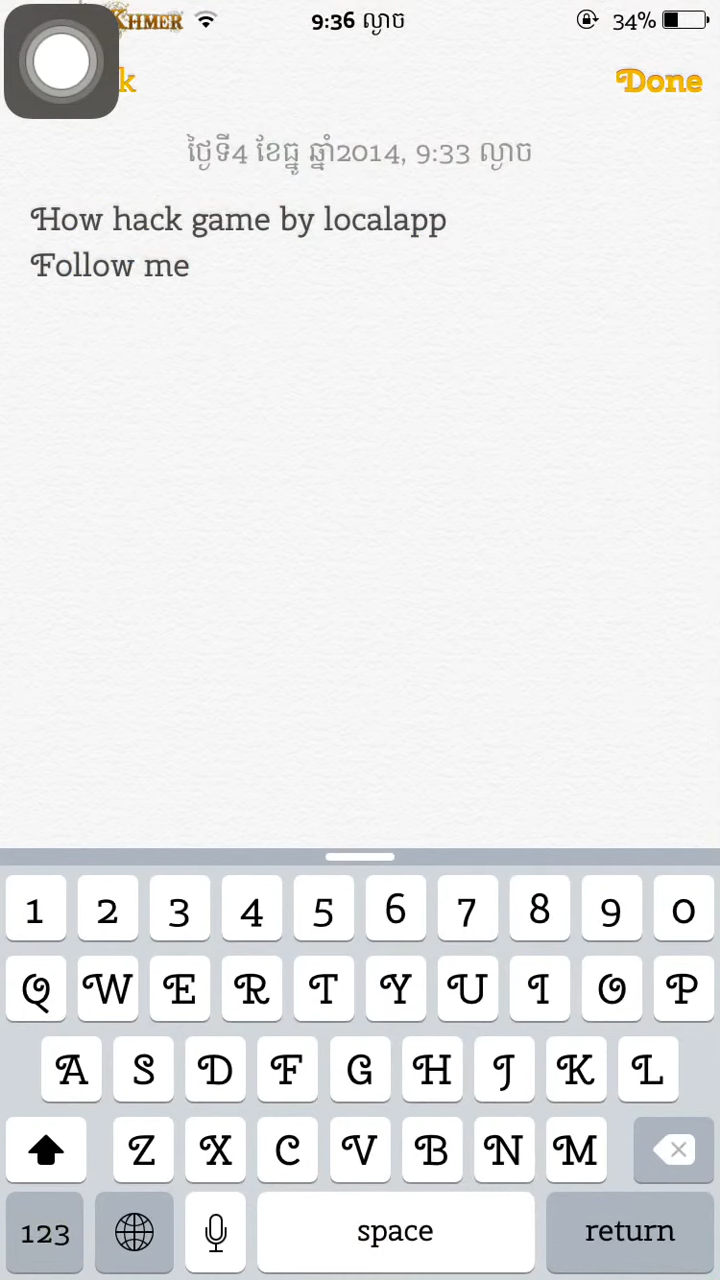 KHMER 9:36 ល្ងាច 34%
k Done
ថ្ងៃទី4 ខែធ្នូ ឆ្នាំ2014, 9:33 ល្ងាច
How hack game by localapp
Follow me
1 2 3 4 5 6 7 8 9 0
Q W E R T Y U I O P
A S D F G H J K L
Z X C V B N M
123 space return